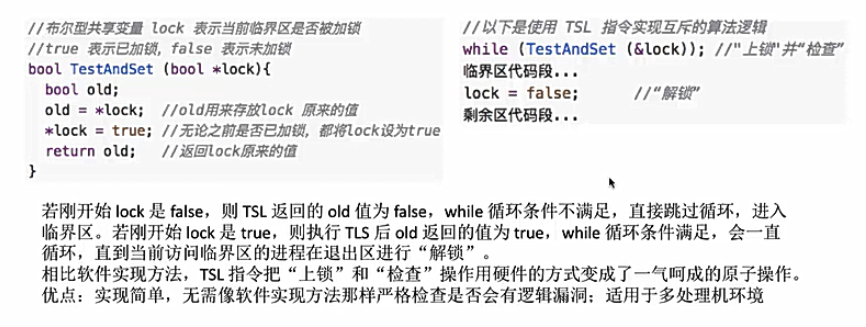 //布尔型共享变量 lock 表示当前临界区是否被加锁
//true 表示已加锁，false 表示未加锁
bool TestAndSet (bool *lock){
bool old;
old = *lock; //old用来存放lock 原来的值
*lock = true; //无论之前是否已加锁，都将lock设为true
return old; //返回lock原来的值
}
//以下是使用 TSL 指令实现互斥的算法逻辑
while (TestAndSet (&lock)); //"上锁"并“检查”
临界区代码段...
lock = false; //“解锁”
剩余区代码段...
若刚开始 lock 是 false，则 TSL 返回的 old 值为 false，while 循环条件不满足，直接跳过循环，进入
临界区。若刚开始 lock 是 true，则执行 TLS 后 old 返回的值为 true，while 循环条件满足，会一直
循环，直到当前访问临界区的进程在退出区进行“解锁”。
相比软件实现方法，TSL 指令把“上锁”和“检查”操作用硬件的方式变成了一气呵成的原子操作。
优点：实现简单，无需像软件实现方法那样严格检查是否会有逻辑漏洞；适用于多处理机环境